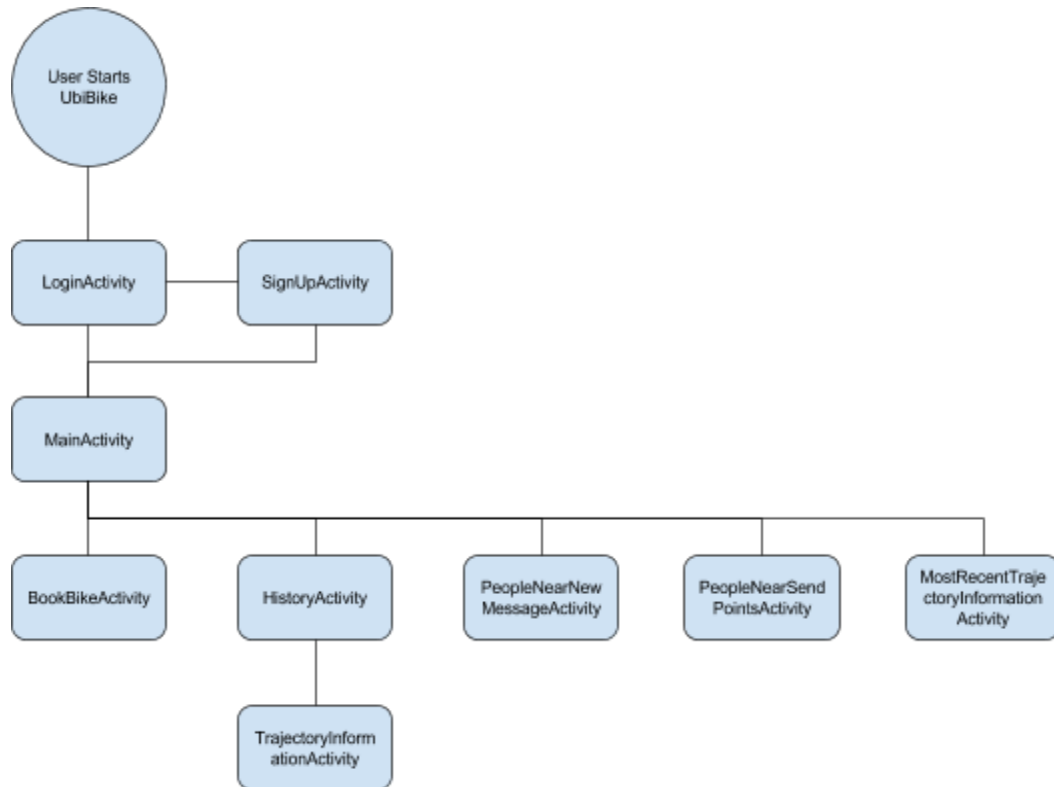 User Starts
UbiBike
LoginActivity
SignUpActivity
MainActivity
BookBikeActivity
HistoryActivity
PeopleNearNew
MessageActivity
PeopleNearSend
PointsActivity
MostRecentTraje
ctoryInformation
Activity
TrajectoryInform
ationActivity